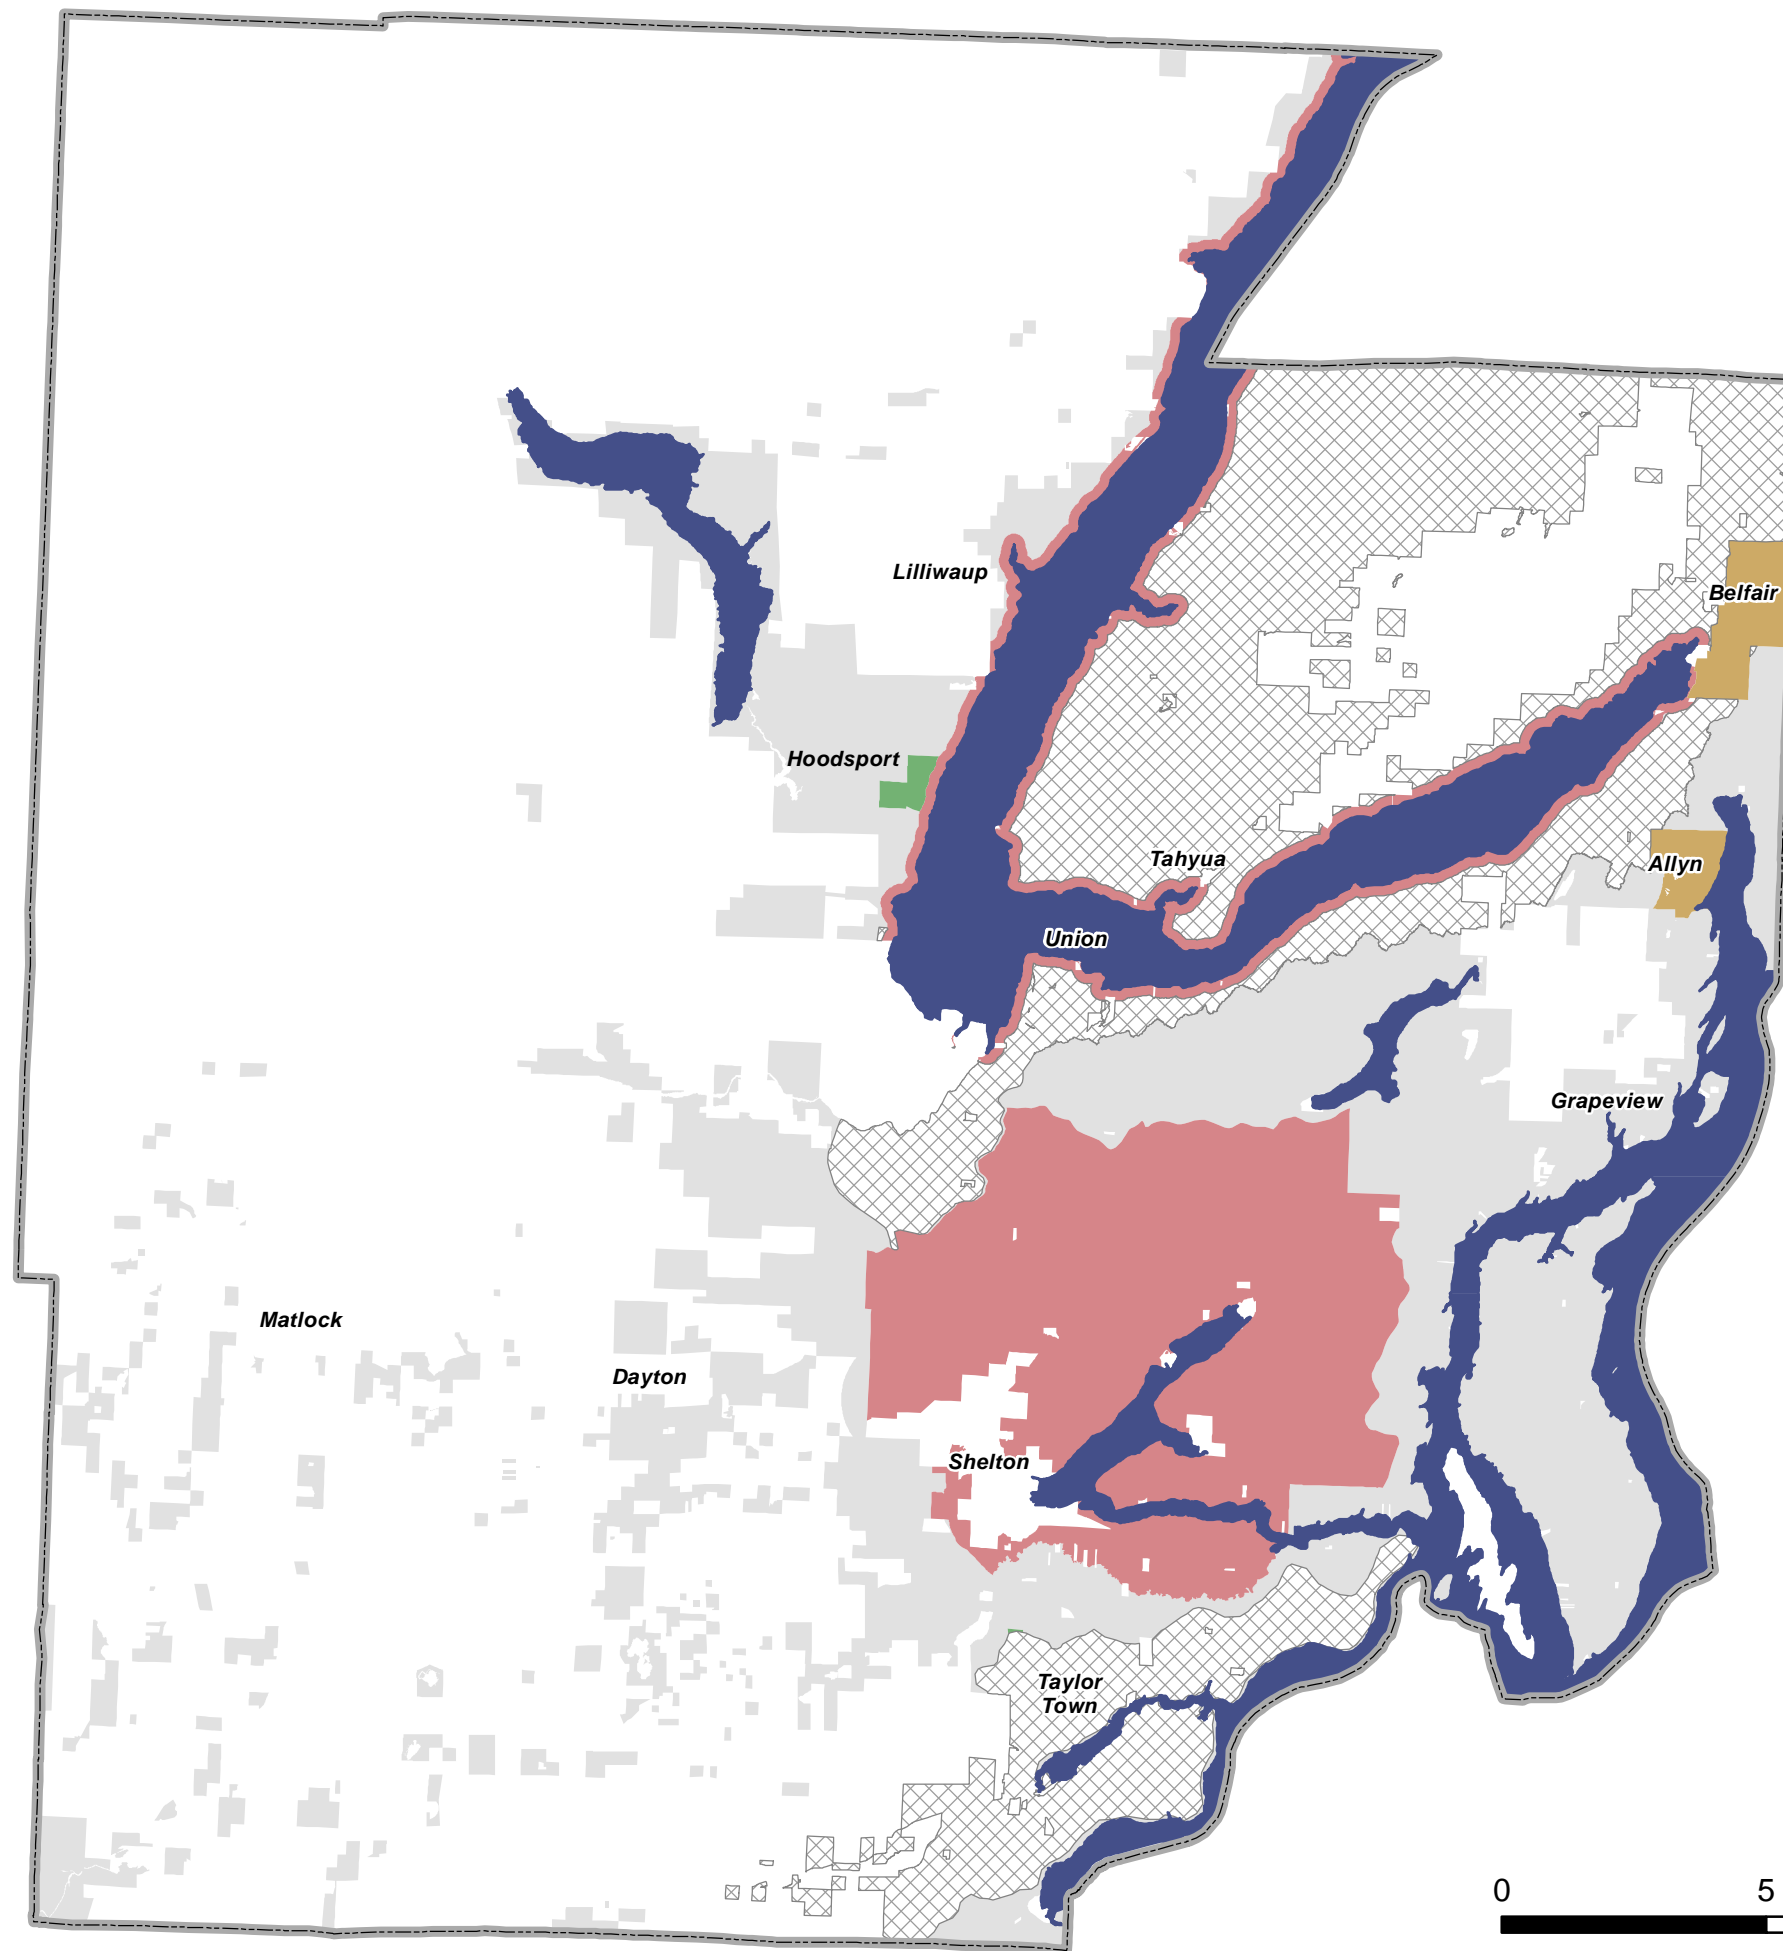 Lilliwaup
Belfair
Hoodsport
Tahyua
Allyn
Union
Grapeview
Matlock
Dayton
Shelton
Taylor
Town
0 5